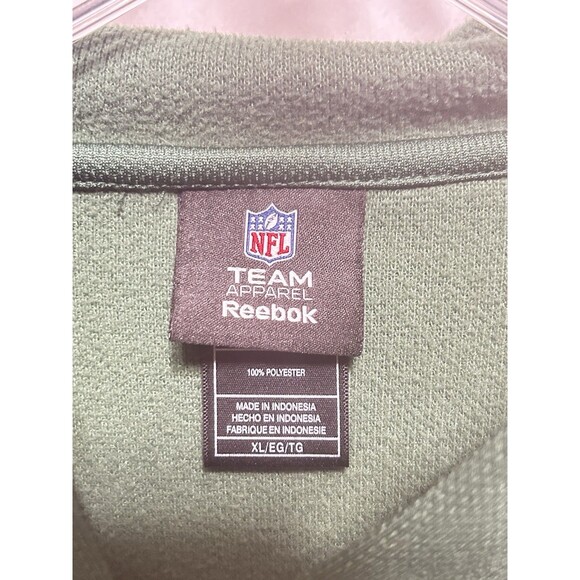 NFL
TEAM
APPAREL
Reebok
100% POLYESTER
MADE IN INDONESIA
HECHO EN INDONESIA
FABRIQUE EN INDONESIE
XL/EG/TG